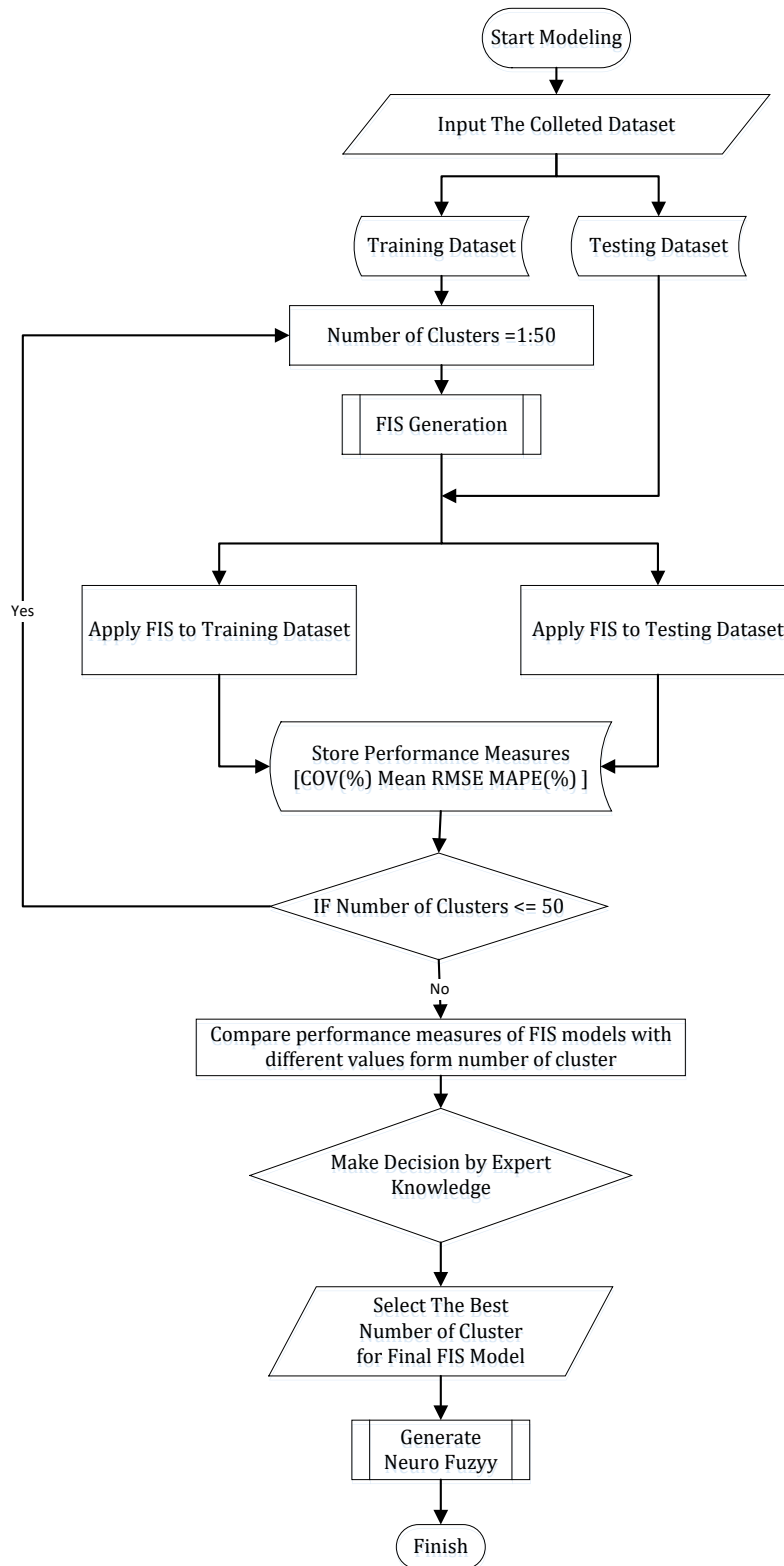 Start Modeling
Input The Colleted Dataset
Training Dataset
Testing Dataset
Number of Clusters =1:50
FIS Generation
Yes
Apply FIS to Training Dataset
Apply FIS to Testing Dataset
Store Performance Measures
[COV(%) Mean RMSE MAPE(%) ]
IF Number of Clusters <= 50
No
Compare performance measures of FIS models with
different values form number of cluster
Make Decision by Expert
Knowledge
Select The Best
Number of Cluster
for Final FIS Model
Generate
Neuro Fuzyy
Finish